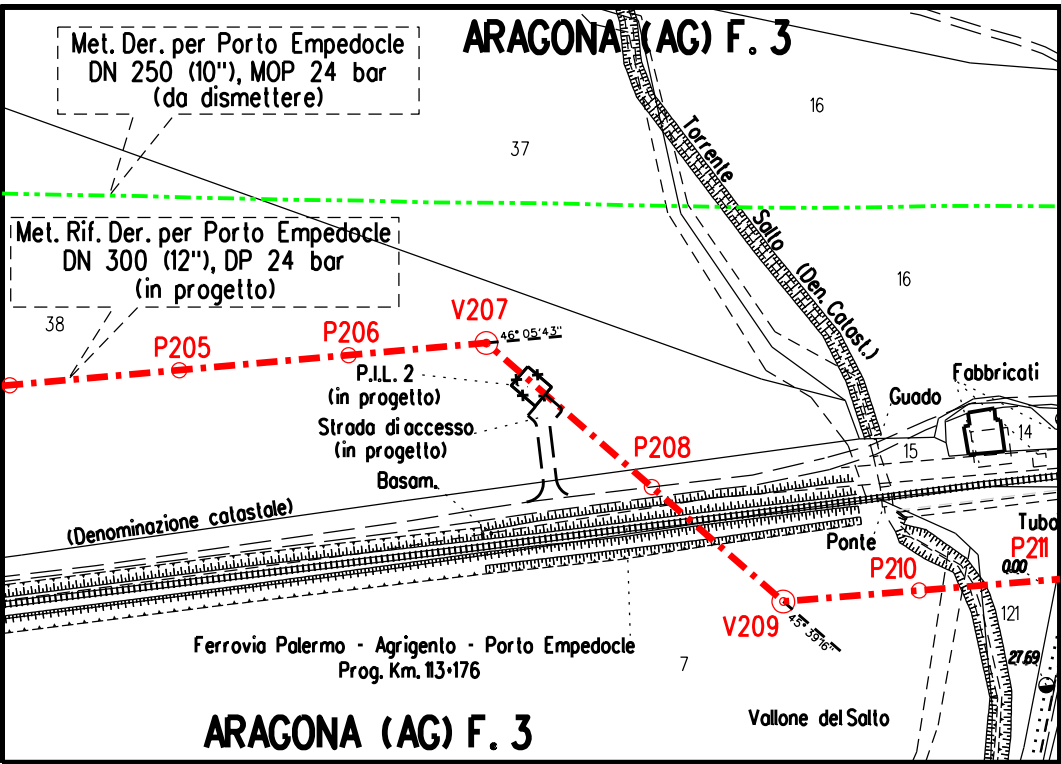 ARAGONA (AG) F. 3
Met. Der. per Porto Empedocle
DN 250 (10"), MOP 24 bar
(da dismettere)
16
37
Torrente
Salto
(Den. Catast.)
Met. Rif. Der. per Porto Empedocle
DN 300 (12"), DP 24 bar
(in progetto)
16
38
V207
46° 05'43"
P206
P205
P.I.L. 2
(in progetto)
Fabbricati
Guado
Strada di accesso
(in progetto)
14
15
P208
Basam.
(Denominazione catastale)
Ponte
Tubo
P211
0.00
P210
121
V209
45° 39'16"
Ferrovia Palermo - Agrigento - Porto Empedocle
Prog. Km. 113+176
7
27.69
Vallone del Salto
ARAGONA (AG) F. 3